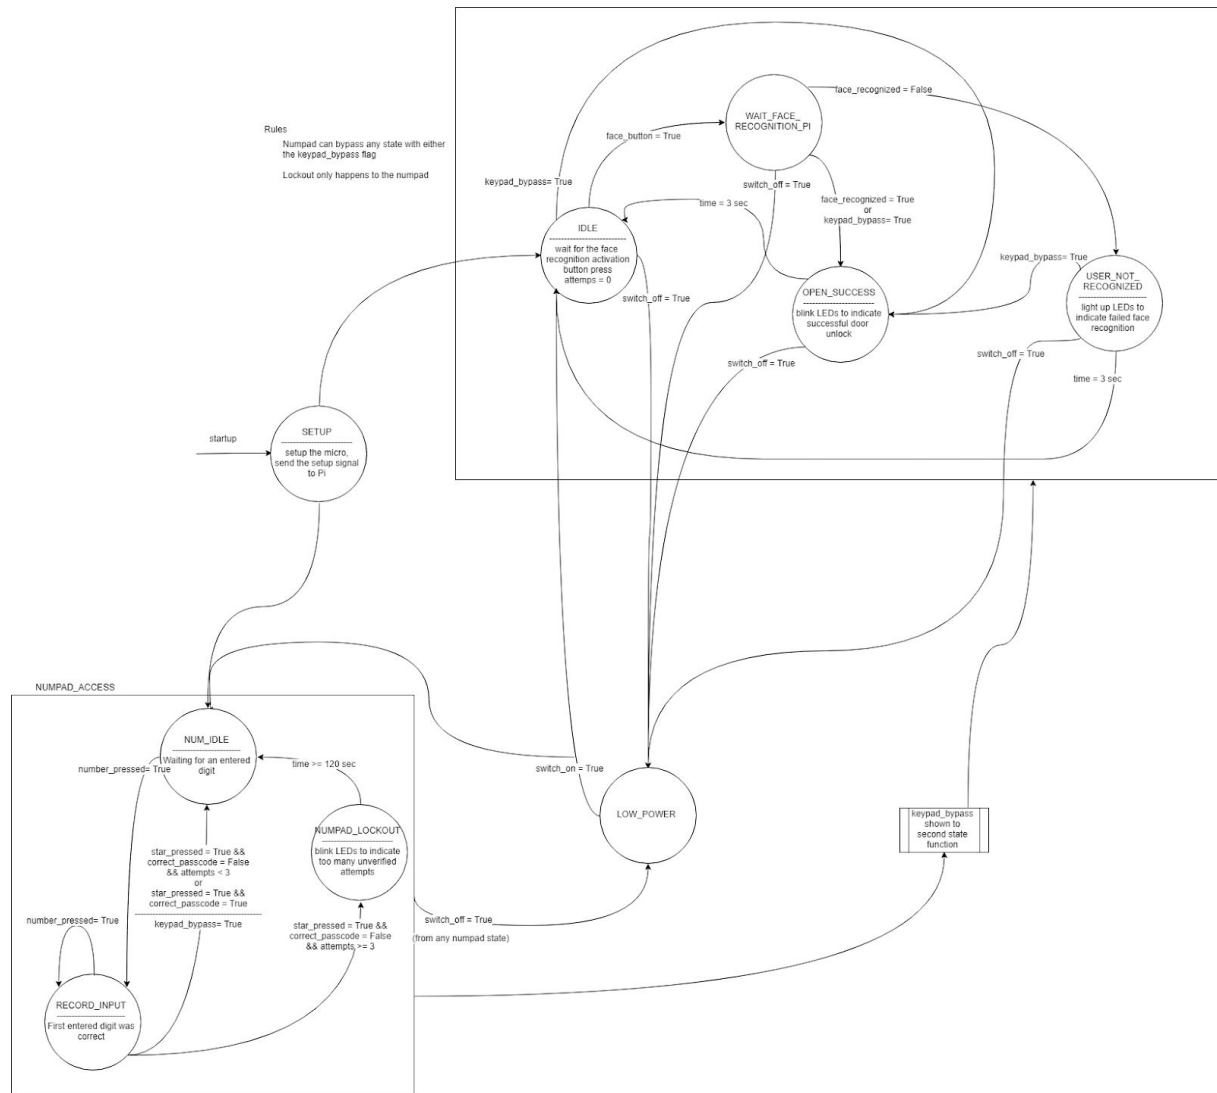 Rules
Numpad can bypass any state with either
the keypad_bypass flag
Lockout only happens to the numpad
WAIT_FACE_
RECOGNITION_PI
face_recognized = False
face_button = True
keypad_bypass= True
switch_off = True
face_recognized = True
or
keypad_bypass= True
time = 3 sec
IDLE
wait for the face
recognition activation
button press
attemps = 0
switch_off = True
OPEN_SUCCESS
blink LEDs to indicate
successful door
unlock
keypad_bypass= True
USER_NOT_
RECOGNIZED
light up LEDs to
indicate failed face
recognition
switch_off = True
switch_off = True
time = 3 sec
startup
SETUP
setup the micro,
send the setup signal
to Pi
NUMPAD_ACCESS
NUM_IDLE
Waiting for an entered
digit
number_pressed= True
time >= 120 sec
switch_on = True
LOW_POWER
keypad_bypass
shown to
second state
function
NUMPAD_LOCKOUT
blink LEDs to indicate
too many unverified
attempts
star_pressed = True &&
correct_passcode = False
&& attempts < 3
or
star_pressed = True &&
correct_passcode = True
keypad_bypass= True
number_pressed= True
star_pressed = True &&
correct_passcode = False
&& attempts >= 3
switch_off = True
(from any numpad state)
RECORD_INPUT
First entered digit was
correct